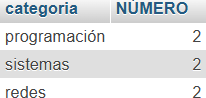 categoria NÚMERO
programación 2
sistemas 2
redes 2